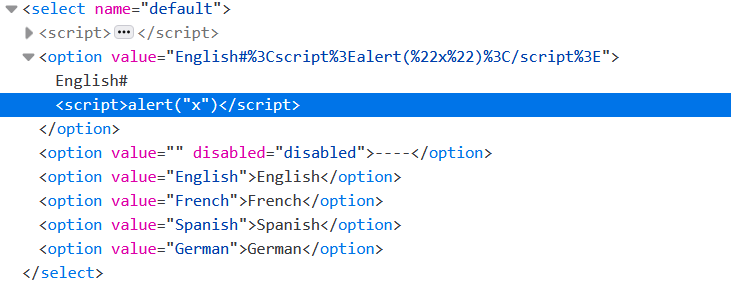 <select name="default">
<script> ••• </script>
<option value="English#%3Cscript%3Ealert(%22x%22)%3C/script%3E">
English#
<script>alert("x")</script>
</option>
<option value="" disabled="disabled">----</option>
<option value="English">English</option>
<option value="French">French</option>
<option value="Spanish">Spanish</option>
<option value="German">German</option>
</select>